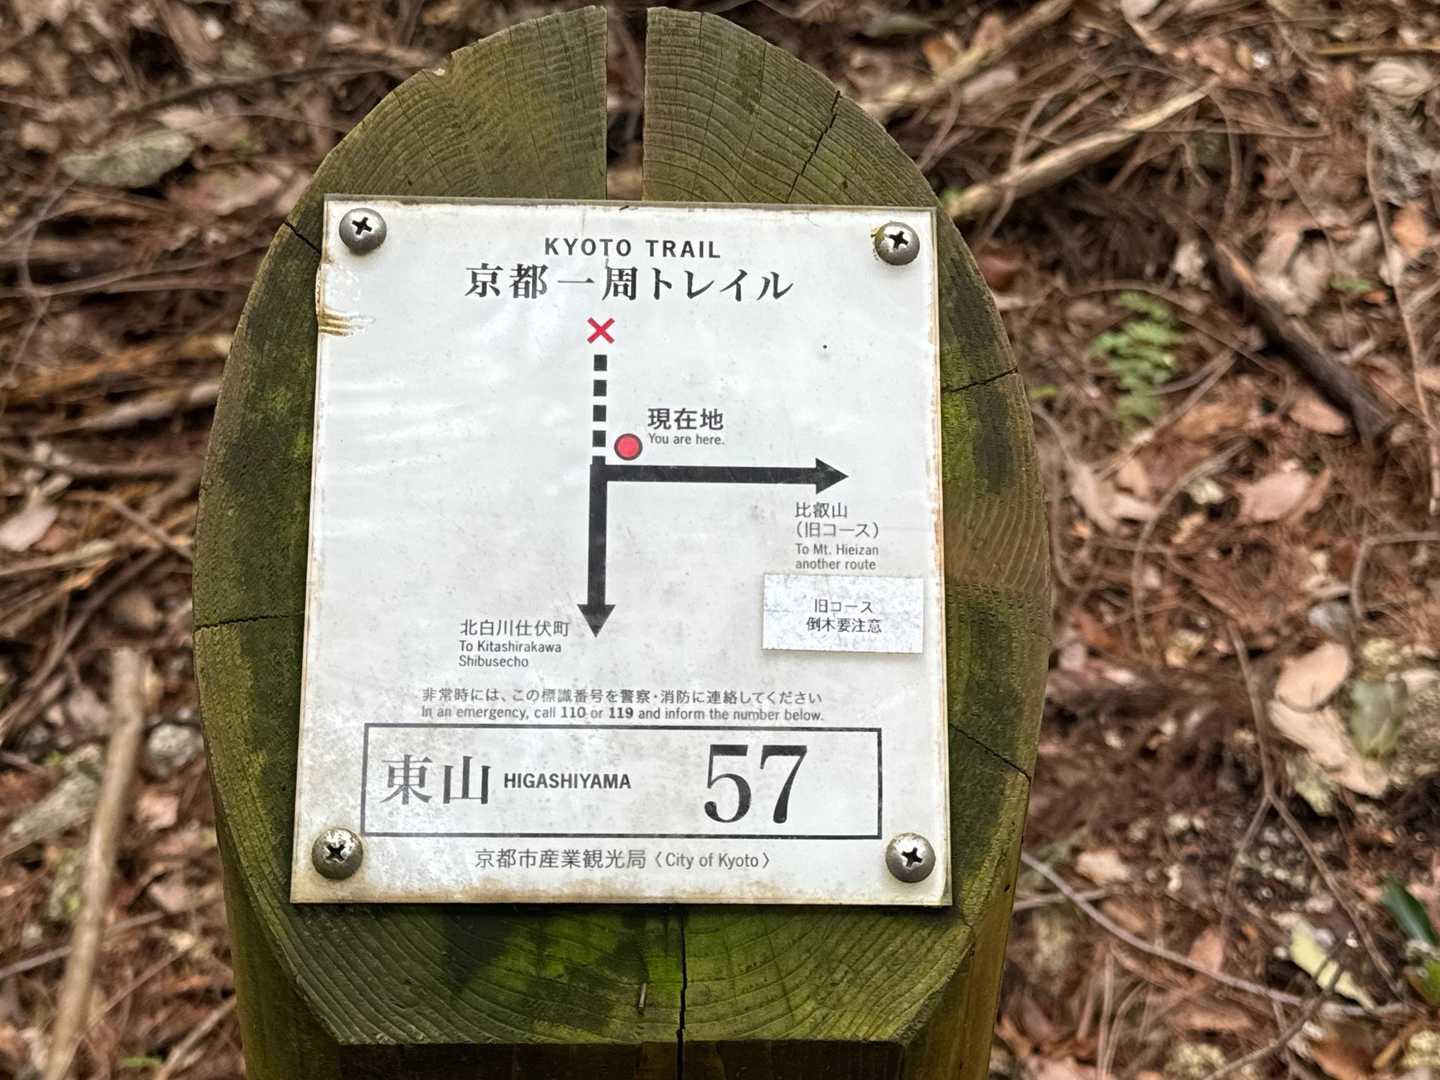 KYOTO TRAIL
京都一周トレイル
現在地
You are here.
比叡山
（旧コース）
To Mt. Hieizan
another route
旧コース
倒木要注意
北白川仕伏町
To Kitashirakawa
Shibusecho
非常時には、この標識番号を警察・消防に連絡してください
In an emergency, call 110 or 119 and inform the number below.
東山 HIGASHIYAMA 57
京都市産業観光局〈City of Kyoto〉